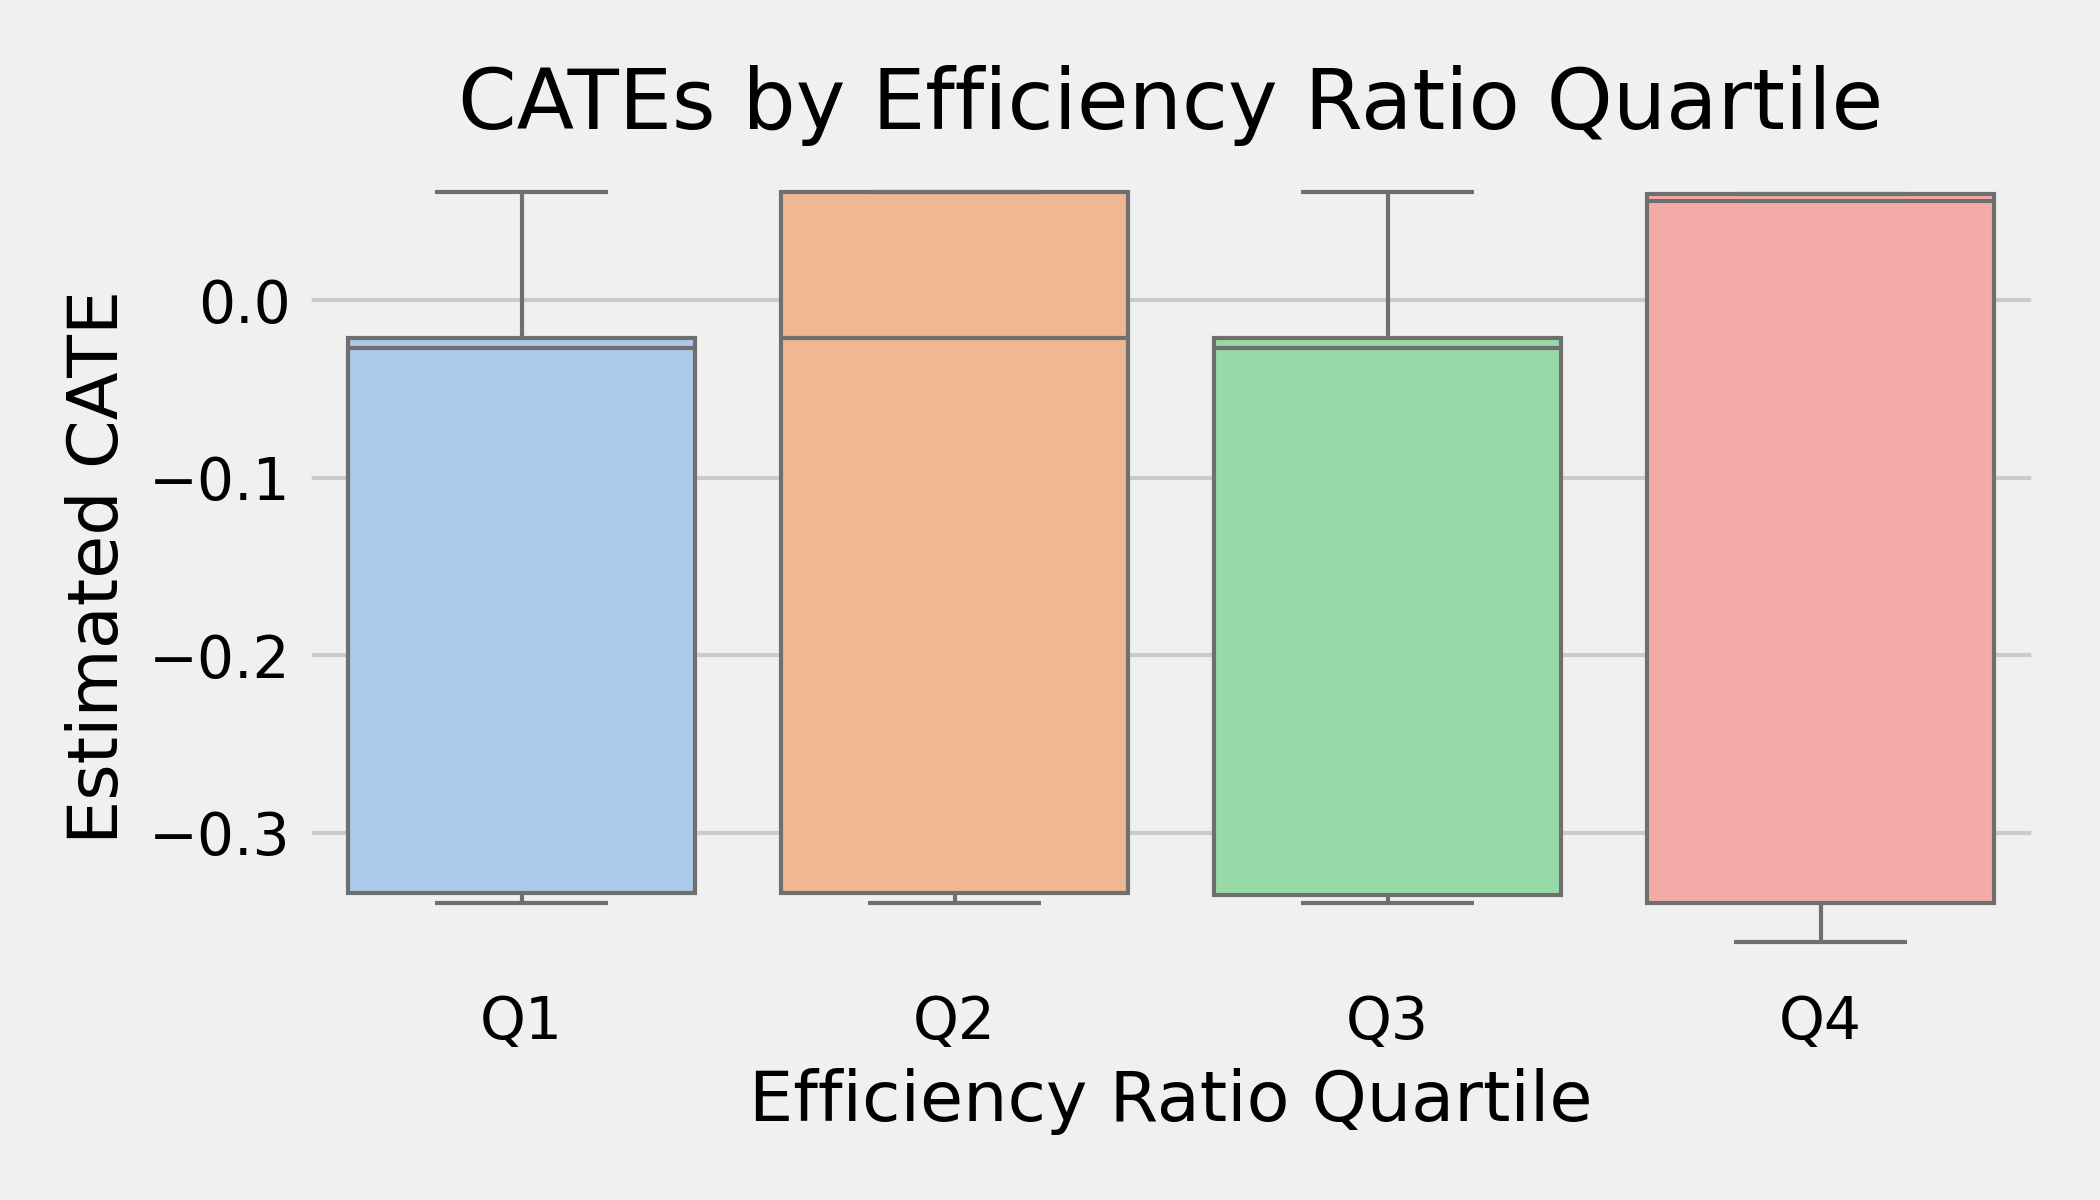 CATEs by Efficiency Ratio Quartile
Estimated CATE
0.0
−0.1
−0.2
−0.3
Q1 Q2 Q3 Q4
Efficiency Ratio Quartile